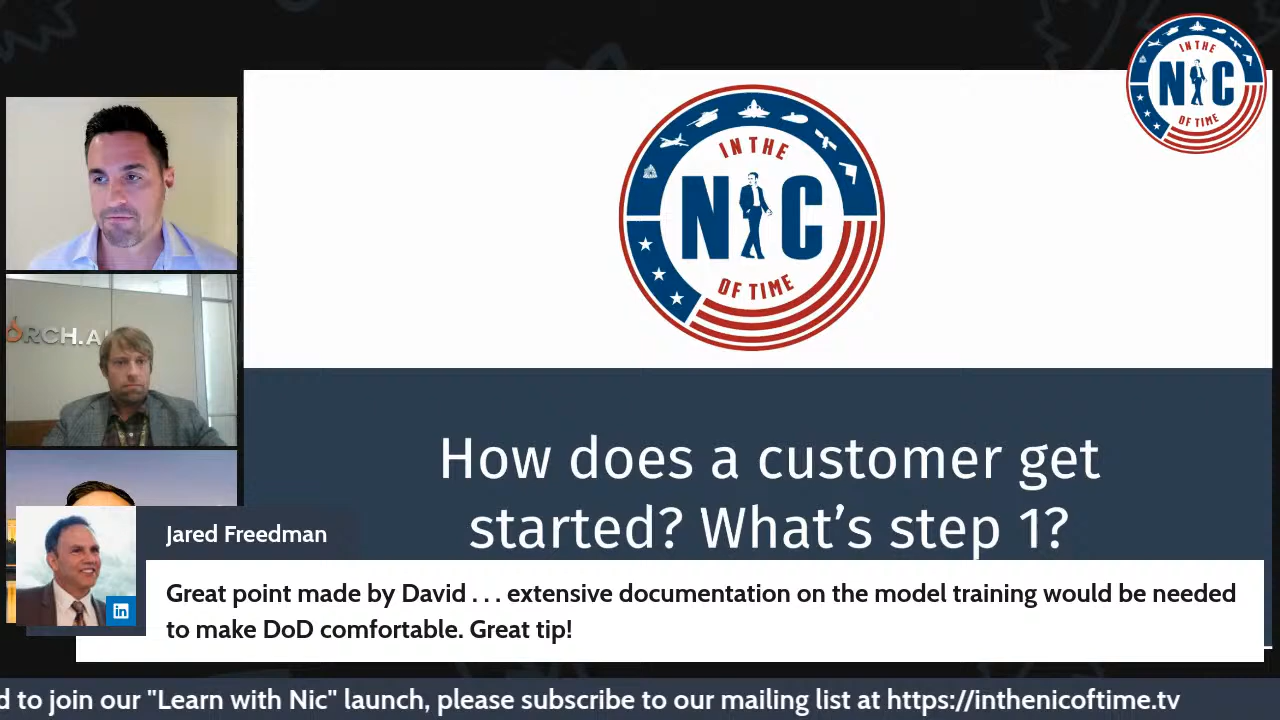 IN THE
NIC
OF TIME
IN THE
NIC
OF TIME
ORCH.A
How does a customer get
started? What’s step 1?
Jared Freedman
in
Great point made by David . . . extensive documentation on the model training would be needed
to make DoD comfortable. Great tip!
d to join our "Learn with Nic" launch, please subscribe to our mailing list at https://inthenicoftime.tv